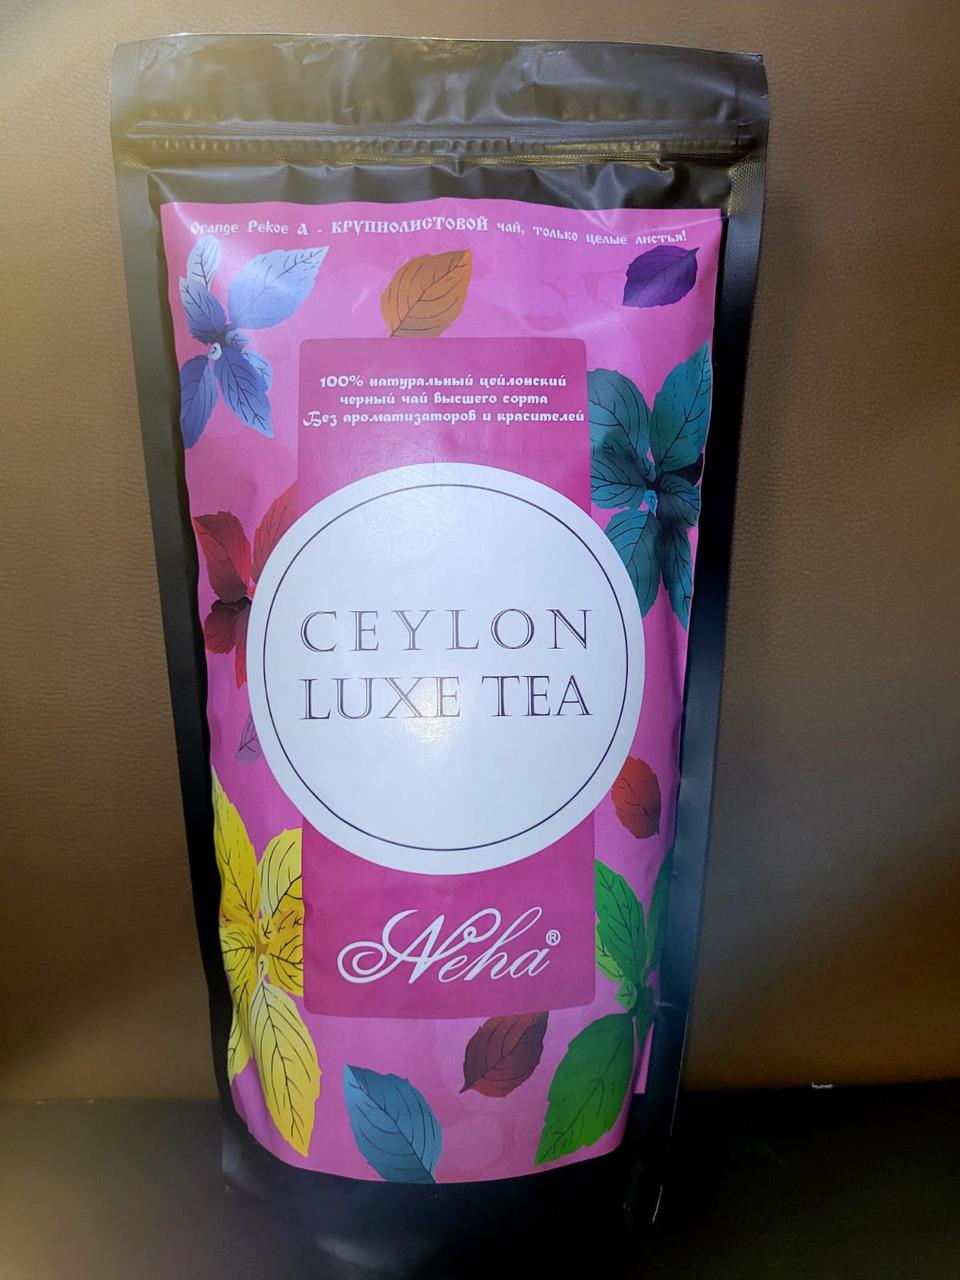 Orange Pekoe A - КРУПНОЛИСТОВОЙ чай, только целые листья!
100% натуральный цейлонский
черный чай высшего сорта
Без ароматизаторов и красителей
CEYLON
LUXE TEA
Neha®